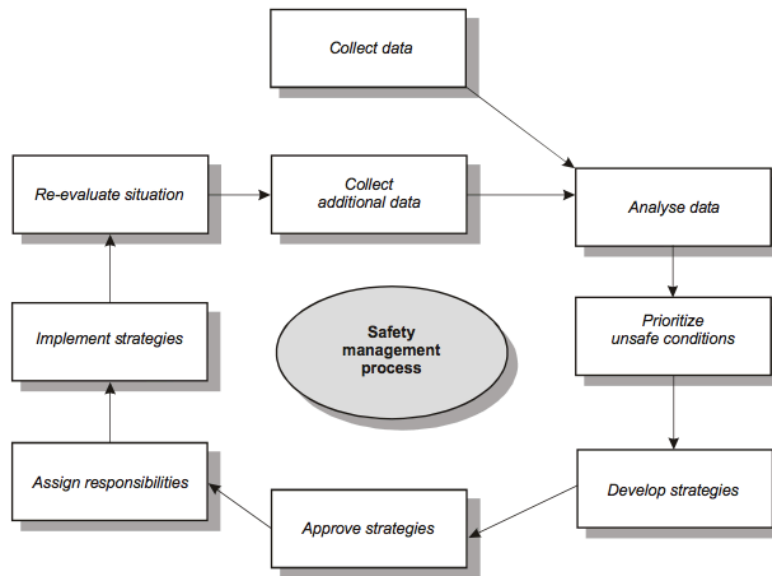 Collect data
Re-evaluate situation
Collect
additional data
Analyse data
Implement strategies
Safety
management
process
Prioritize
unsafe conditions
Assign responsibilities
Approve strategies
Develop strategies